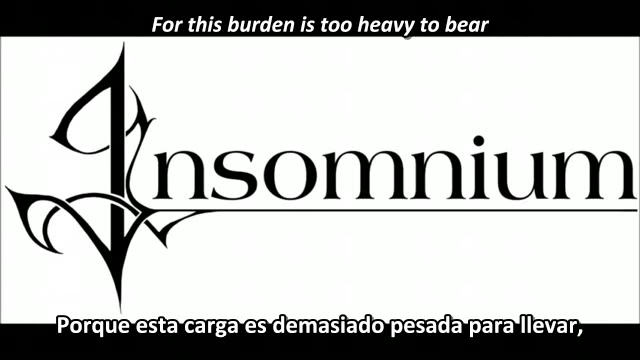 For this burden is too heavy to bear
Insomnium
Porque esta carga es demasiado pesada para llevar,